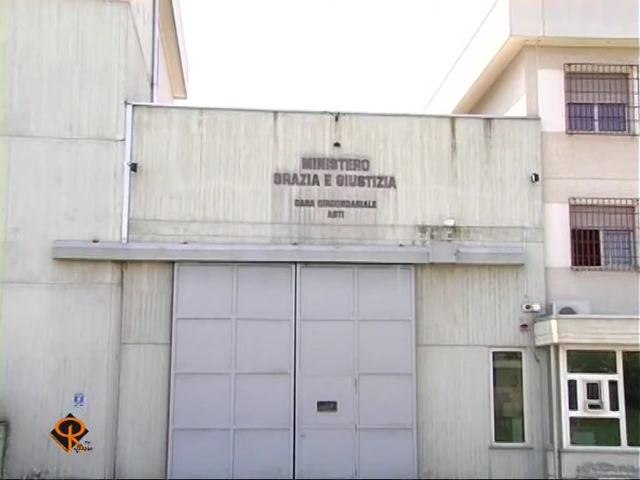 MINISTERO
GRAZIA E GIUSTIZIA
CASA CIRCONDARIALE
ASTI